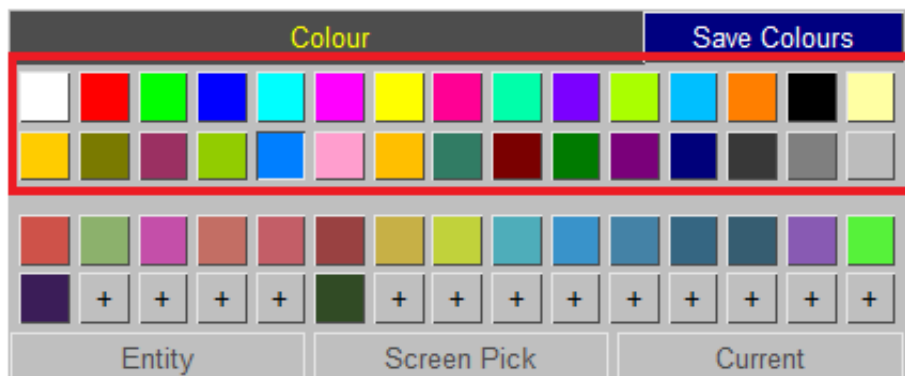 Colour Save Colours
+ + + + + + + + + + + + +
Entity Screen Pick Current